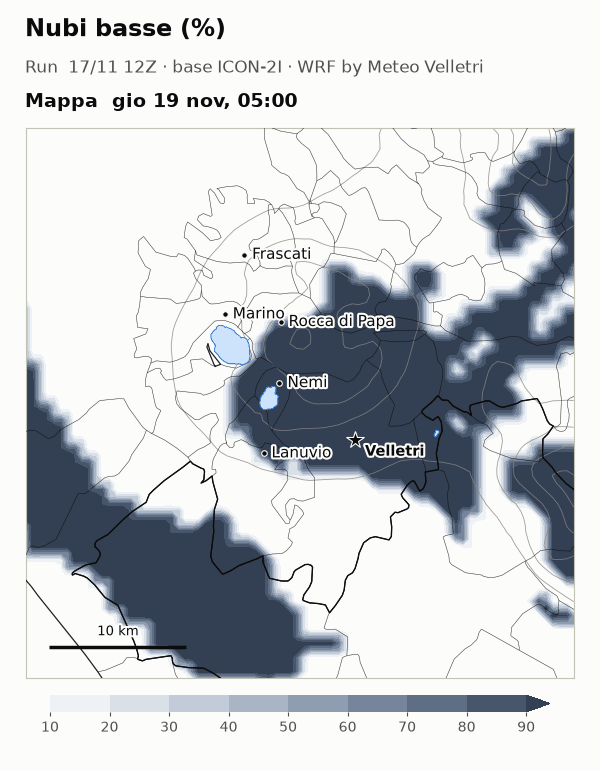 Nubi basse (%)
Run 17/11 12Z · base ICON-2I · WRF by Meteo Velletri
Mappa gio 19 nov, 05:00
Frascati
Marino
Rocca di Papa
Nemi
Velletri
Lanuvio
10 km
10 20 30 40 50 60 70 80 90